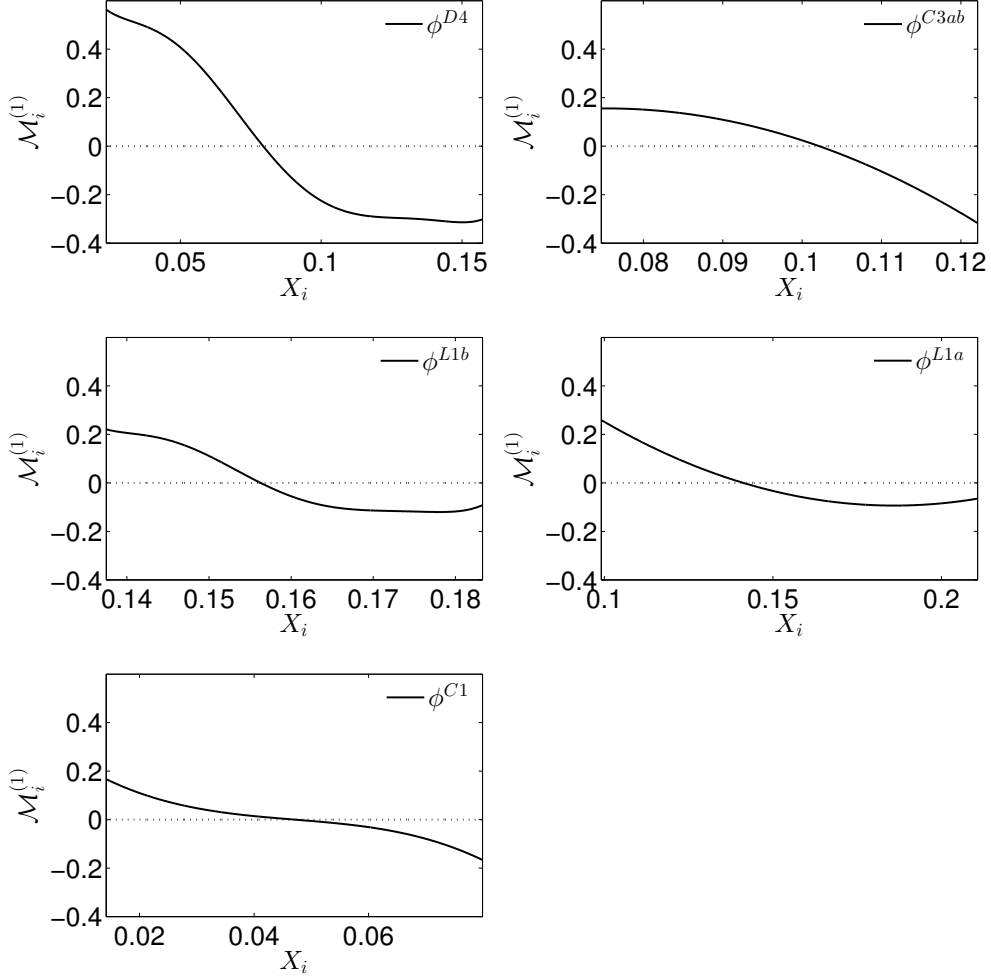 φ^{D4}
0.4
0.2
0
−0.2
−0.4
0.05 0.1 0.15
X_i
ℳ_i^{(1)}
φ^{C3ab}
0.4
0.2
0
−0.2
−0.4
0.08 0.09 0.1 0.11 0.12
X_i
ℳ_i^{(1)}
φ^{L1b}
0.4
0.2
0
−0.2
−0.4
0.14 0.15 0.16 0.17 0.18
X_i
ℳ_i^{(1)}
φ^{L1a}
0.4
0.2
0
−0.2
−0.4
0.1 0.15 0.2
X_i
ℳ_i^{(1)}
φ^{C1}
0.4
0.2
0
−0.2
−0.4
0.02 0.04 0.06
X_i
ℳ_i^{(1)}